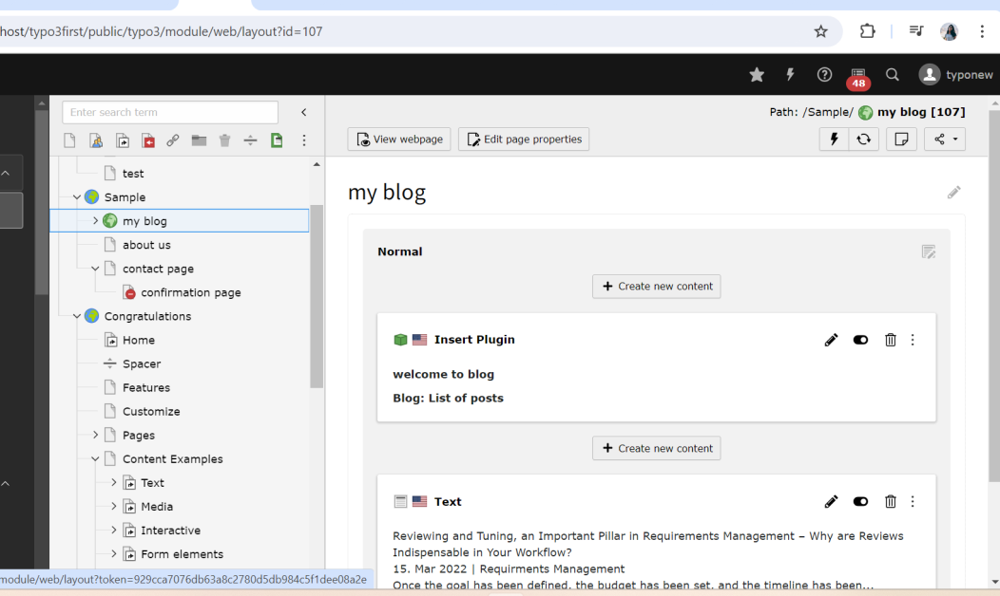 host/typo3first/public/typo3/module/web/layout?id=107
48
typonew
Enter search term
test
Sample
my blog
about us
contact page
confirmation page
Congratulations
Home
Spacer
Features
Customize
Pages
Content Examples
Text
Media
Interactive
Form elements
module/web/layout?token=929cca7076db63a8c2780d5db984c5f1dee08a2e
Path: /Sample/ my blog [107]
View webpage
Edit page properties
my blog
Normal
+ Create new content
Insert Plugin
welcome to blog
Blog: List of posts
+ Create new content
Text
Reviewing and Tuning, an Important Pillar in Requirements Management – Why are Reviews
Indispensable in Your Workflow?
15. Mar 2022 | Requirments Management
Once the goal has been defined, the budget has been set, and the timeline has been...